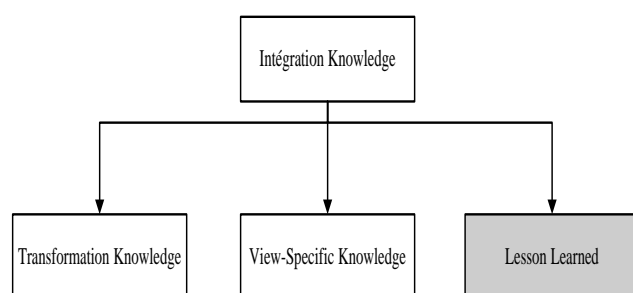 Intégration Knowledge
Transformation Knowledge
View-Specific Knowledge
Lesson Learned